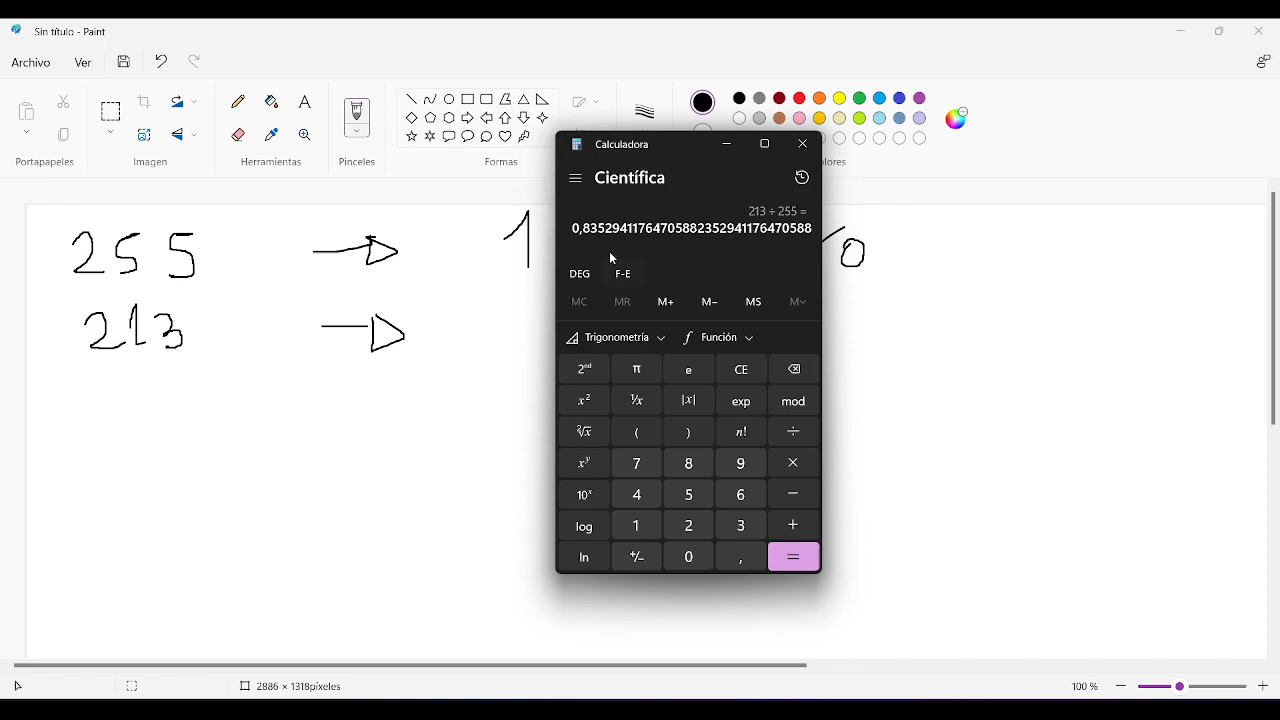 Sin título - Paint
Archivo Ver
Portapapeles Imagen Herramientas Pinceles Formas olores
255 1 0
213
Calculadora
Científica
213 ÷ 255 =
0,83529411764705882352941176470588
DEG F-E
MC MR M+ M- MS M
Trigonometría f Función
2ⁿᵈ π e CE
x² ¹/x |x| exp mod
²√x ( ) n! ÷
xʸ 7 8 9 ×
10ˣ 4 5 6 −
log 1 2 3 +
ln +/− 0 , =
2886 × 1318píxeles 100 %